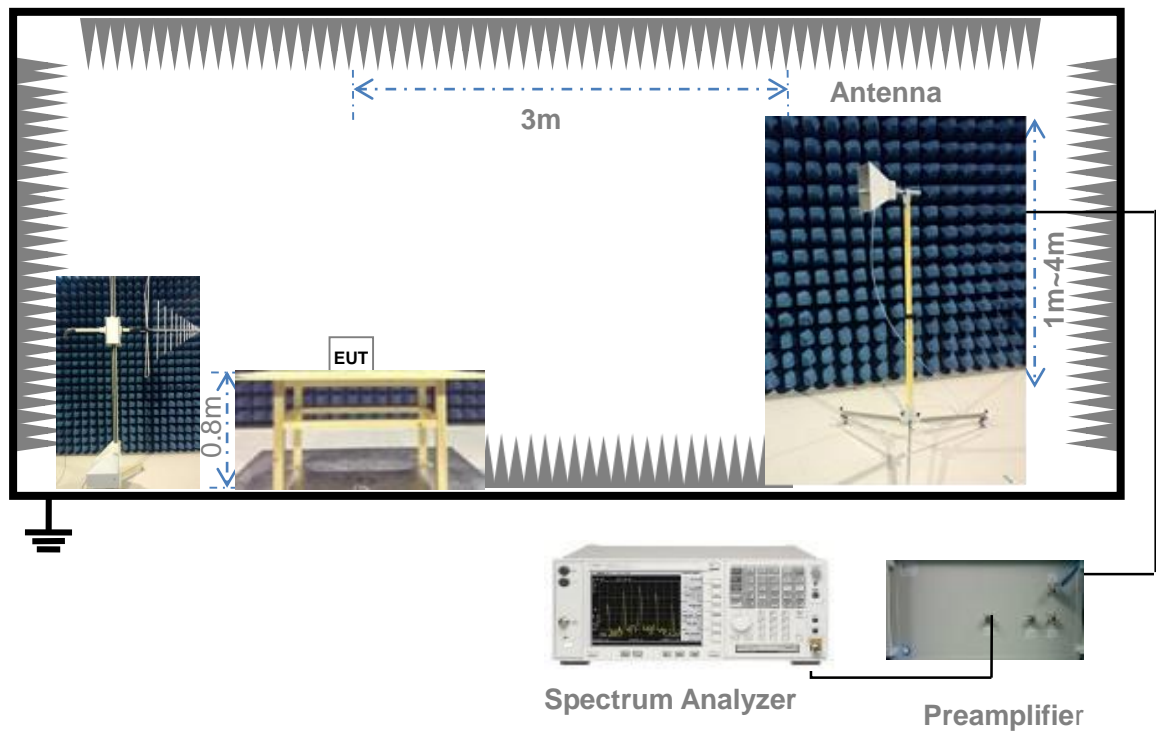 Antenna
3m
1m~4m
EUT
0.8m
Spectrum Analyzer
Preamplifier